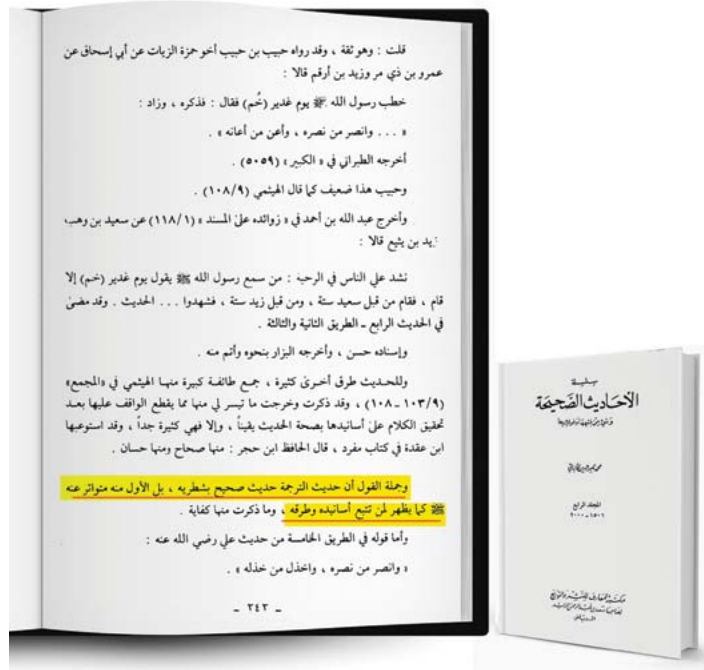 قلت : وهو ثقة ، وقد رواه حبيب بن حبيب أخو حمزة الزيات عن أبي إسحاق عن
عمرو بن ذي مر وزيد بن أرقم قالا :
خطب رسول الله ﷺ يوم غدير (خُم) فقال : فذكره ، وزاد :
« . . . وانصر من نصره ، وأعن من أعانه » .
أخرجه الطبراني في « الكبير » (٥٠٥٩) .
وحبيب هذا ضعيف كما قال الهيثمي (١٠٨/٩) .
وأخرج عبد الله بن أحمد في « زوائده على المسند » (١١٨/١) عن سعيد بن وهب
زيد بن يثيع قالا :
نشد علي الناس في الرحبة : من سمع رسول الله ﷺ يقول يوم غدير (خم) إلا
قام ، فقام من قبل سعيد ستة ، ومن قبل زيد ستة ، فشهدوا . . . الحديث . وقد مضى
في الحديث الرابع ـ الطريق الثانية والثالثة .
وإسناده حسن ، وأخرجه البزار بنحوه وأتم منه .
وللحديث طرق أخرى كثيرة ، جمع طائفة كبيرة منها الهيثمي في «المجمع»
(١٠٣/٩ ـ ١٠٨) ، وقد ذكرت وخرجت ما تيسر لي منها مما يقطع الواقف عليها بعد
تحقيق الكلام على أسانيدها بصحة الحديث يقيناً ، وإلا فهي كثيرة جداً ، وقد استوعبها
ابن عقدة في كتاب مفرد ، قال الحافظ ابن حجر : منها صحاح ومنها حسان .
وجملة القول أن حديث الترجمة حديث صحيح بشطريه ، بل الأول منه متواتر عنه
ﷺ كما يظهر لمن تتبع أسانيده وطرقه ، وما ذكرت منها كفاية .
وأما قوله في الطريق الخامسة من حديث علي رضي الله عنه :
« وانصر من نصره ، واخذل من خذله » .
ـ ٣٤٣ ـ
سلسلة
الأحاديث الصحيحة
المجلد الرابع
١٥٠١ ـ ٢٠٠٠